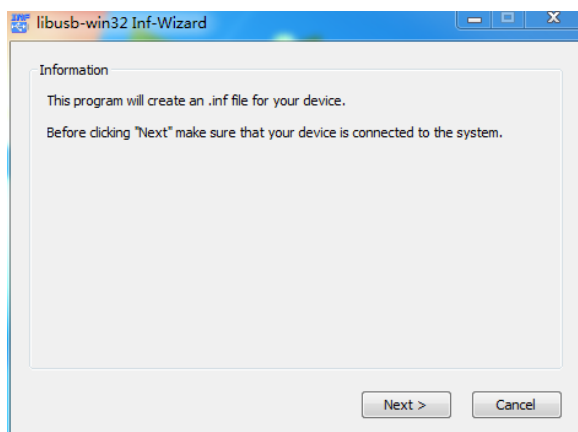 libusb-win32 Inf-Wizard
Information
This program will create an .inf file for your device.
Before clicking "Next" make sure that your device is connected to the system.
Next >
Cancel